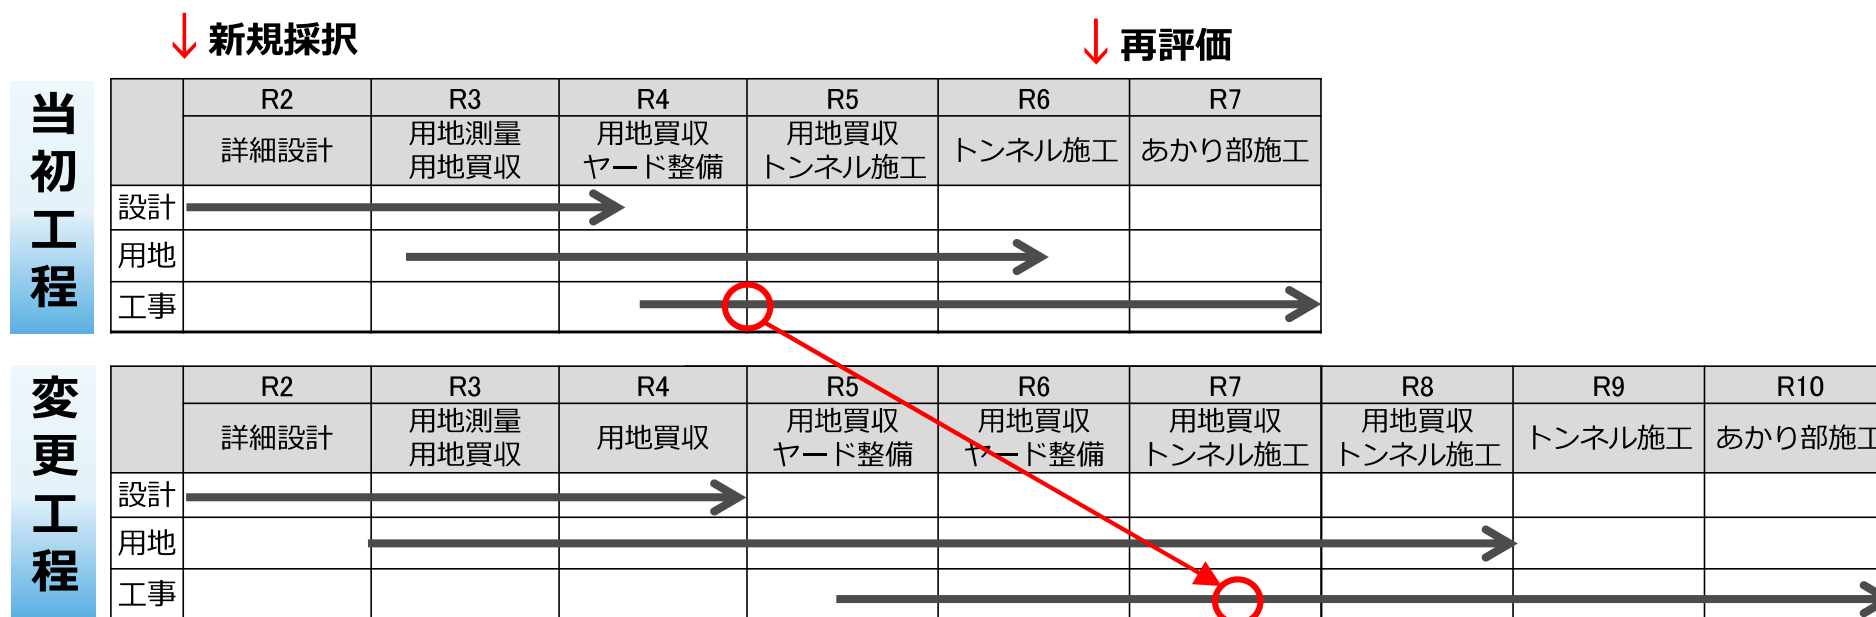 新規採択
再評価
当初工程
R2 R3 R4 R5 R6 R7
詳細設計
用地測量
用地買収
用地買収
ヤード整備
用地買収
トンネル施工
トンネル施工
あかり部施工
設計
用地
工事
変更工程
R2 R3 R4 R5 R6 R7 R8 R9 R10
詳細設計
用地測量
用地買収
用地買収
用地買収
ヤード整備
用地買収
ヤード整備
用地買収
トンネル施工
用地買収
トンネル施工
トンネル施工
あかり部施工
設計
用地
工事